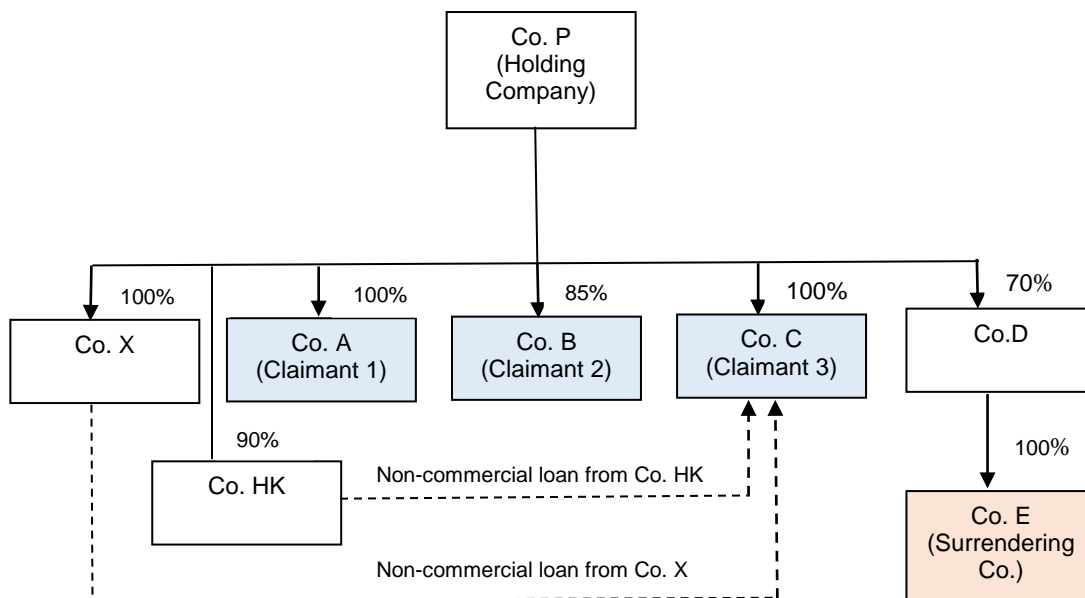 Co. P
(Holding
Company)
100%
100%
85%
100%
70%
Co. X
Co. A
(Claimant 1)
Co. B
(Claimant 2)
Co. C
(Claimant 3)
Co.D
90%
100%
Co. HK
Non-commercial loan from Co. HK
Co. E
(Surrendering
Co.)
Non-commercial loan from Co. X